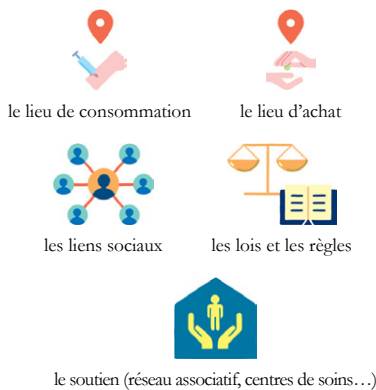 le lieu de consommation
le lieu d’achat
les liens sociaux
les lois et les règles
le soutien (réseau associatif, centres de soins…)